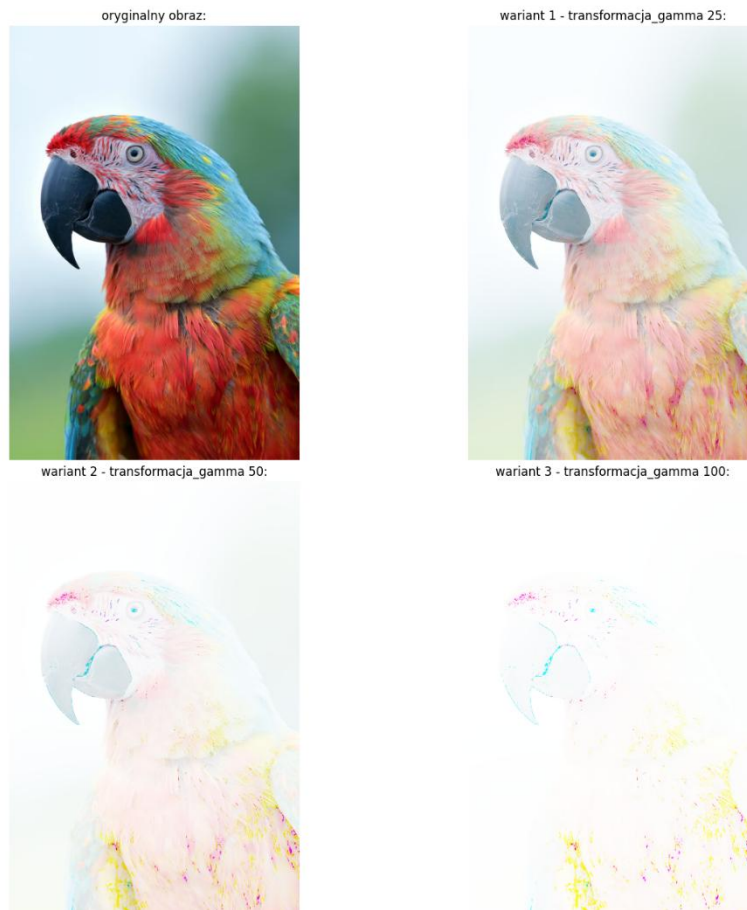 oryginalny obraz:
wariant 1 - transformacja_gamma 25:
wariant 2 - transformacja_gamma 50:
wariant 3 - transformacja_gamma 100: